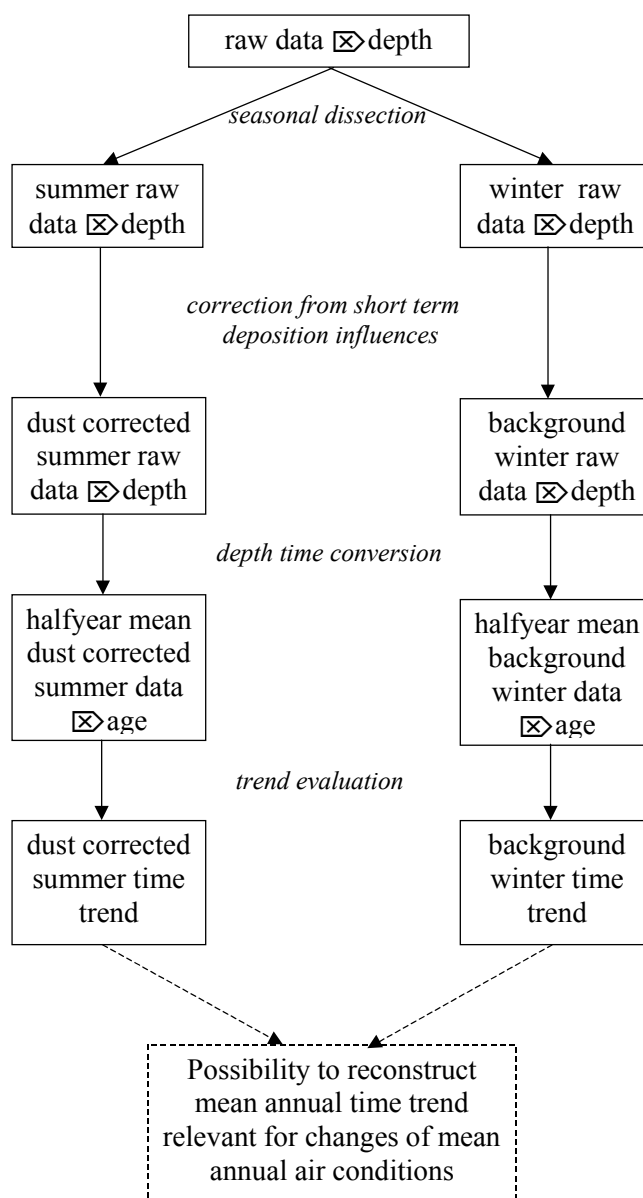 raw data ⌦ depth
seasonal dissection
summer raw
data ⌦ depth
winter raw
data ⌦ depth
correction from short term
deposition influences
dust corrected
summer raw
data ⌦ depth
background
winter raw
data ⌦ depth
depth time conversion
halfyear mean
dust corrected
summer data
⌦ age
halfyear mean
background
winter data
⌦ age
trend evaluation
dust corrected
summer time
trend
background
winter time
trend
Possibility to reconstruct
mean annual time trend
relevant for changes of mean
annual air conditions